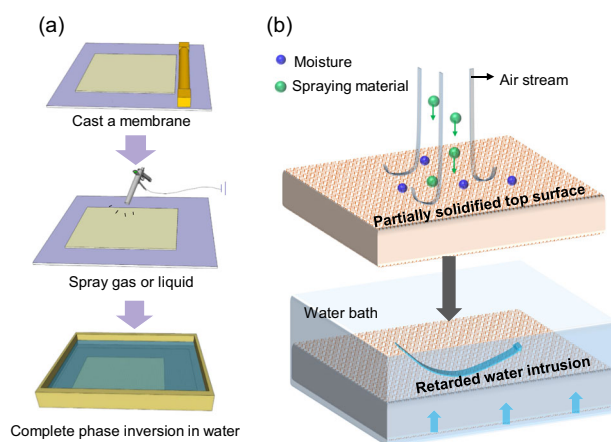 (a)
Cast a membrane
Spray gas or liquid
Complete phase inversion in water
(b)
Moisture
Spraying material
Air stream
Partially solidified top surface
Water bath
Retarded water intrusion